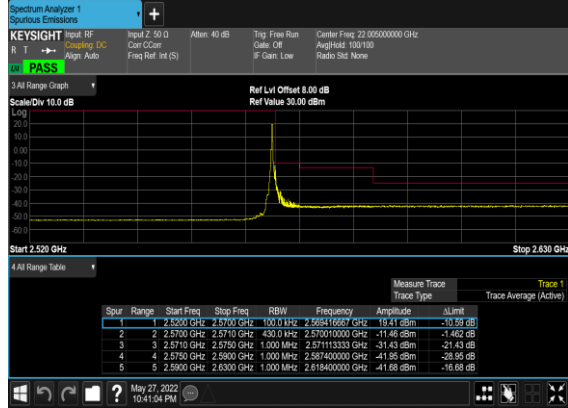 Spectrum Analyzer 1
Spurious Emissions
+
KEYSIGHT Input: RF Input Z: 50 Ω Atten: 40 dB Trig: Free Run Center Freq: 22.005000000 GHz
R T Coupling: DC Corr CCorr Gate: Off Avg|Hold: 100/100
Align: Auto Freq Ref: Int (S) IF Gain: Low Radio Std: None
PASS
3 All Range Graph
Ref Lvl Offset 8.00 dB
Scale/Div 10.0 dB Ref Value 30.00 dBm
Log
20.0
10.0
0.00
-10.0
-20.0
-30.0
-40.0
-50.0
-60.0
Start 2.520 GHz Stop 2.630 GHz
4 All Range Table
Measure Trace Trace 1
Trace Type Trace Average (Active)
Spur Range Start Freq Stop Freq RBW Frequency Amplitude ΔLimit
1 1 2.5200 GHz 2.5700 GHz 100.0 kHz 2.569416667 GHz 19.41 dBm -10.59 dB
2 2 2.5700 GHz 2.5710 GHz 430.0 kHz 2.570010000 GHz -11.46 dBm -1.462 dB
3 3 2.5710 GHz 2.5750 GHz 1.000 MHz 2.571113333 GHz -31.43 dBm -21.43 dB
4 4 2.5750 GHz 2.5900 GHz 1.000 MHz 2.587400000 GHz -41.95 dBm -28.95 dB
5 5 2.5900 GHz 2.6300 GHz 1.000 MHz 2.618400000 GHz -41.68 dBm -16.68 dB
? May 27, 2022
10:41:04 PM